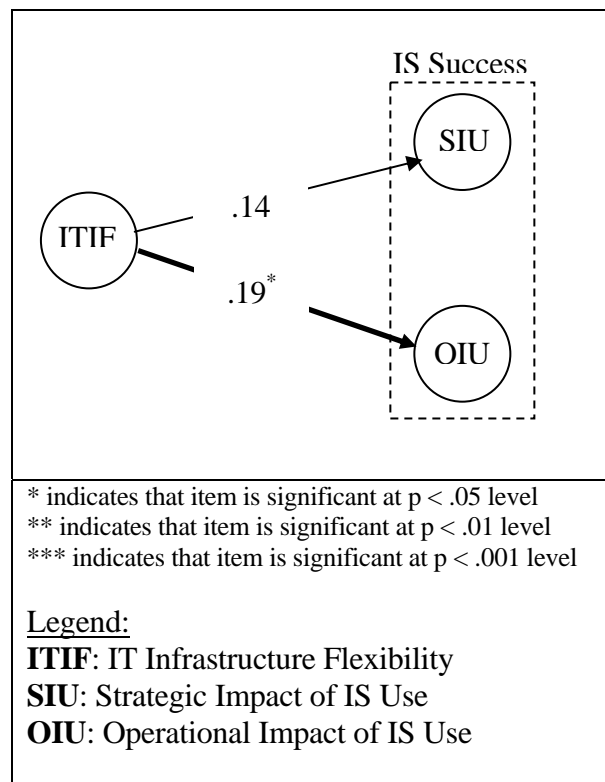 IS Success
SIU
.14
ITIF
.19*
OIU
* indicates that item is significant at p < .05 level
** indicates that item is significant at p < .01 level
*** indicates that item is significant at p < .001 level
Legend:
ITIF: IT Infrastructure Flexibility
SIU: Strategic Impact of IS Use
OIU: Operational Impact of IS Use